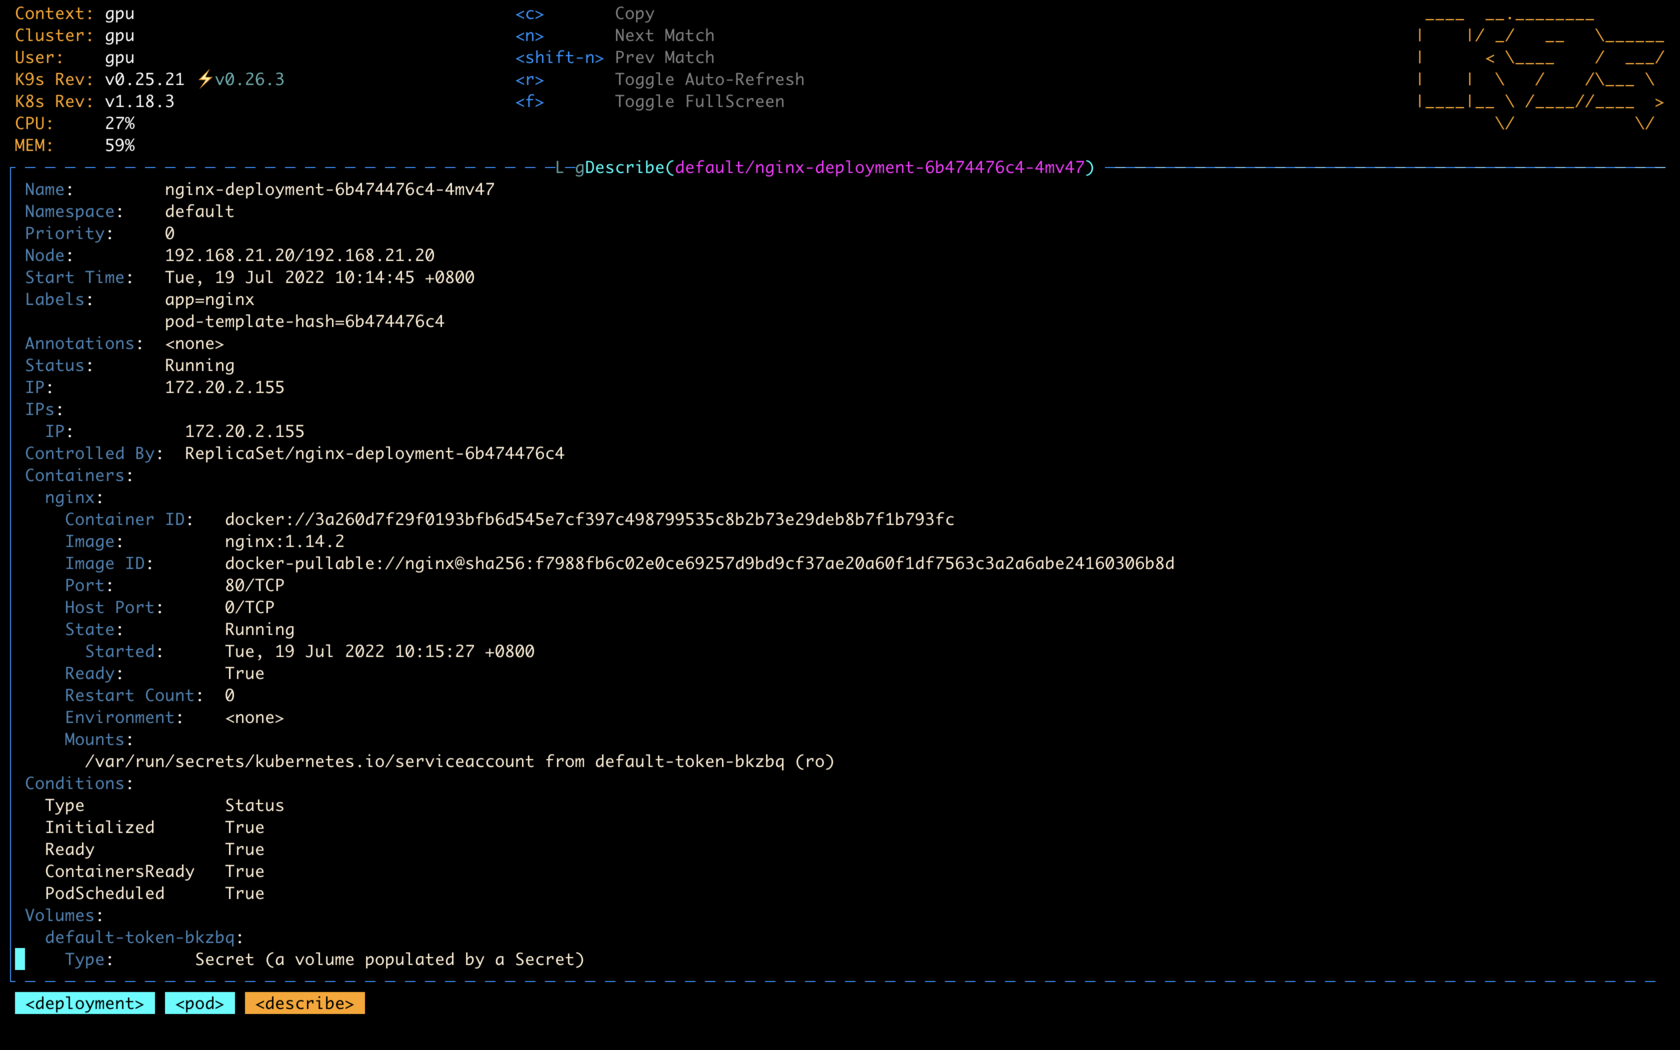 Context: gpu <c> Copy
Cluster: gpu <n> Next Match
User: gpu <shift-n> Prev Match
K9s Rev: v0.25.21 ⚡v0.26.3 <r> Toggle Auto-Refresh
K8s Rev: v1.18.3 <f> Toggle FullScreen
CPU: 27%
MEM: 59%
L gDescribe(default/nginx-deployment-6b474476c4-4mv47)
Name: nginx-deployment-6b474476c4-4mv47
Namespace: default
Priority: 0
Node: 192.168.21.20/192.168.21.20
Start Time: Tue, 19 Jul 2022 10:14:45 +0800
Labels: app=nginx
pod-template-hash=6b474476c4
Annotations: <none>
Status: Running
IP: 172.20.2.155
IPs:
IP: 172.20.2.155
Controlled By: ReplicaSet/nginx-deployment-6b474476c4
Containers:
nginx:
Container ID: docker://3a260d7f29f0193bfb6d545e7cf397c498799535c8b2b73e29deb8b7f1b793fc
Image: nginx:1.14.2
Image ID: docker-pullable://nginx@sha256:f7988fb6c02e0ce69257d9bd9cf37ae20a60f1df7563c3a2a6abe24160306b8d
Port: 80/TCP
Host Port: 0/TCP
State: Running
Started: Tue, 19 Jul 2022 10:15:27 +0800
Ready: True
Restart Count: 0
Environment: <none>
Mounts:
/var/run/secrets/kubernetes.io/serviceaccount from default-token-bkzbq (ro)
Conditions:
Type Status
Initialized True
Ready True
ContainersReady True
PodScheduled True
Volumes:
default-token-bkzbq:
Type: Secret (a volume populated by a Secret)
<deployment> <pod> <describe>